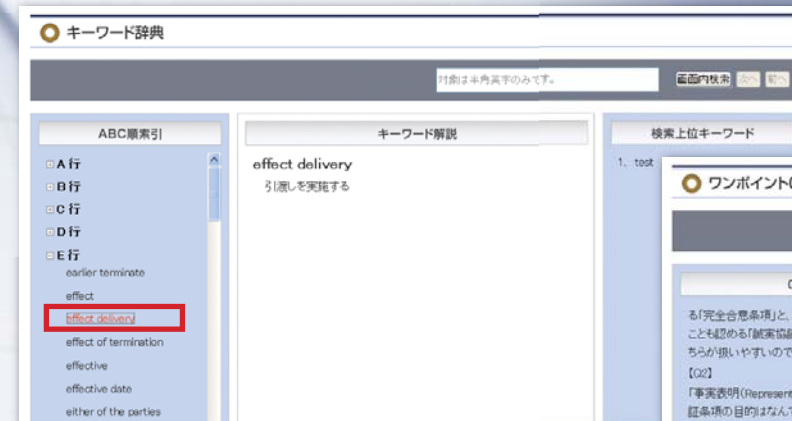 キーワード辞典
対象は半角英字のみです。
画面内検索 次へ 前へ
ABC順索引
A 行
B 行
C 行
D 行
E 行
earlier terminate
effect
effect delivery
effect of termination
effective
effective date
either of the parties
キーワード解説
effect delivery
引渡しを実施する
検索上位キーワード
1. test
ワンポイント
る「完全合意条項」と、
ことも認める「誠実協
ちらが扱いやすいので
【Q2】
「事実表明(Represent
証条項の目的はなんで